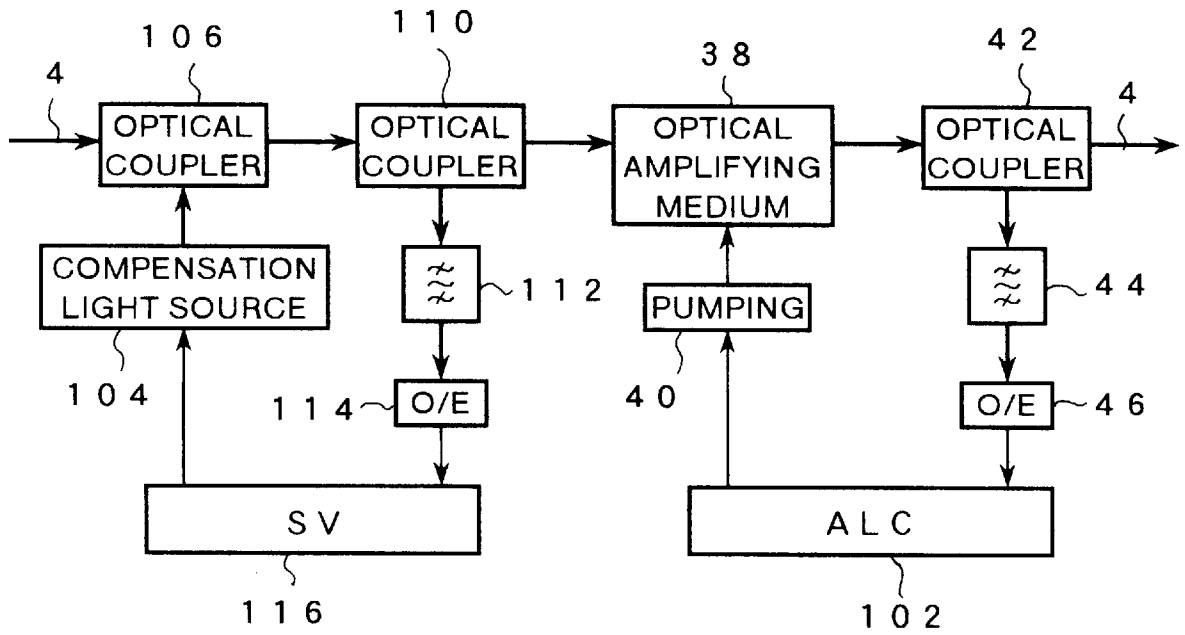 110
106
38
42
4
4
OPTICAL
COUPLER
OPTICAL
COUPLER
OPTICAL
AMPLIFYING
MEDIUM
OPTICAL
COUPLER
COMPENSATION
LIGHT SOURCE
112
PUMPING
44
104
114
O/E
40
O/E
46
SV
ALC
116
102